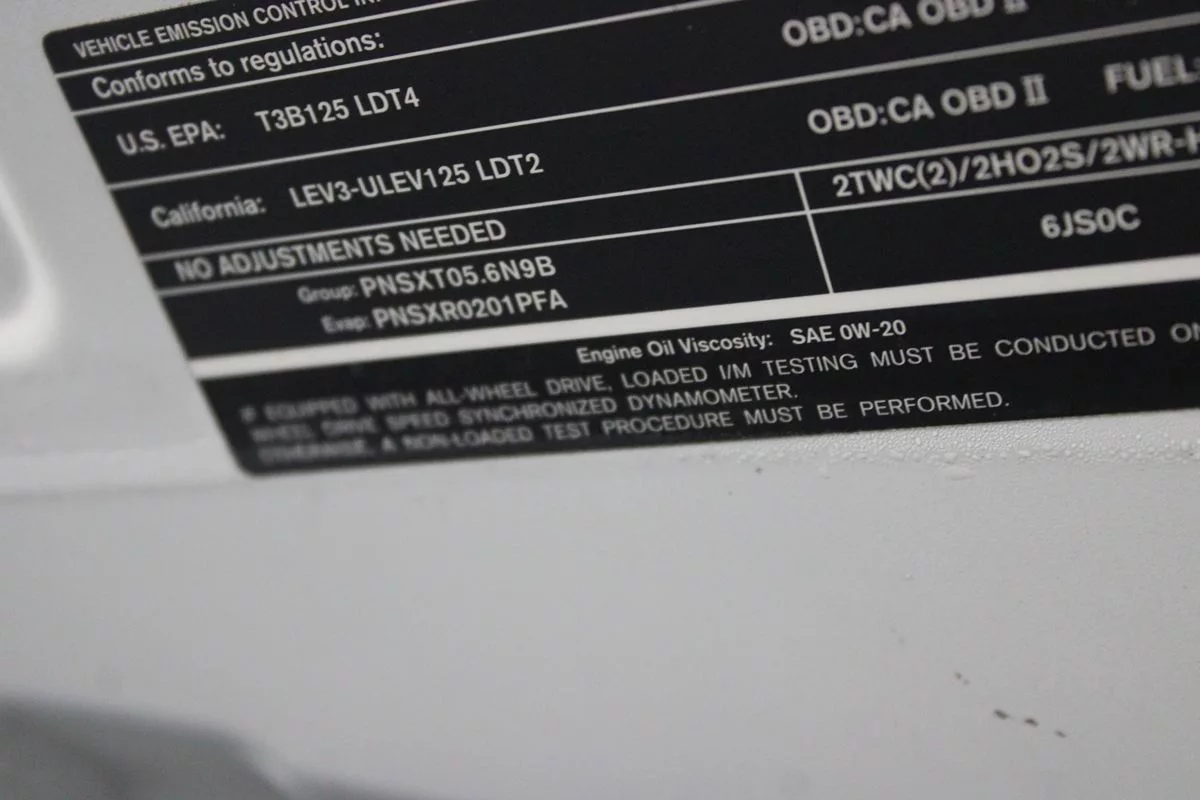 VEHICLE EMISSION CONTROL
Conforms to regulations:
U.S. EPA: T3B125 LDT4 OBD:CA OBD II
California: LEV3-ULEV125 LDT2 OBD:CA OBD II FUEL:
NO ADJUSTMENTS NEEDED 2TWC(2)/2HO2S/2WR-H
Group: PNSXT05.6N9B 6JS0C
Evap: PNSXR0201PFA
Engine Oil Viscosity: SAE 0W-20
IF EQUIPPED WITH ALL-WHEEL DRIVE, LOADED I/M TESTING MUST BE CONDUCTED
WHEEL DRIVE SPEED SYNCHRONIZED DYNAMOMETER.
OTHERWISE, A NON-LOADED TEST PROCEDURE MUST BE PERFORMED.